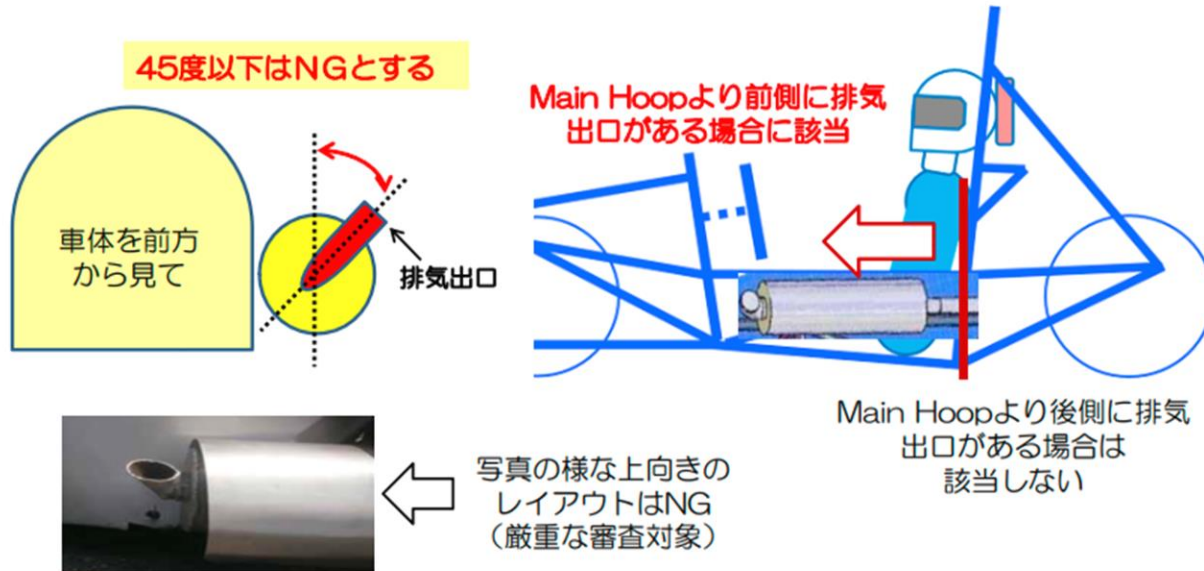 45度以下はNGとする
車体を前方
から見て
排気出口
Main Hoopより前側に排気
出口がある場合に該当
Main Hoopより後側に排気
出口がある場合は
該当しない
写真の様な上向きの
レイアウトはNG
（厳重な審査対象）